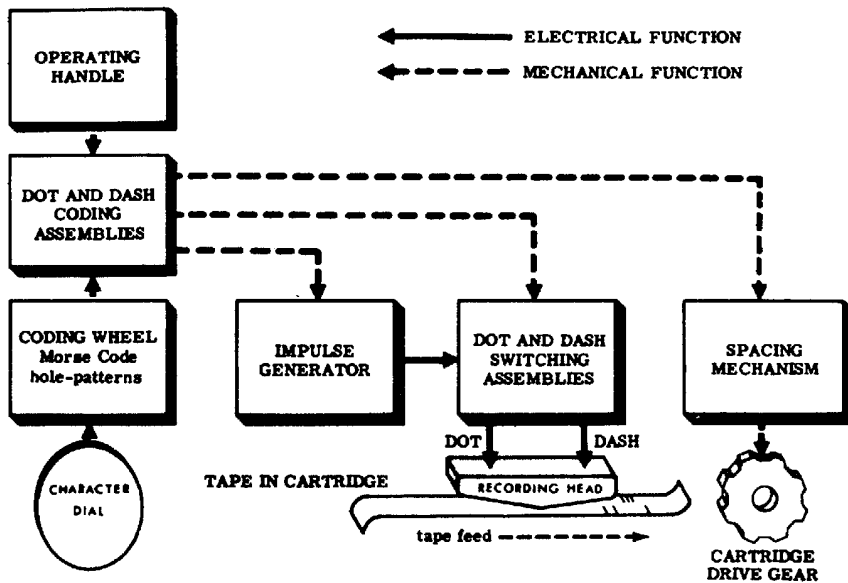 OPERATING
HANDLE
ELECTRICAL FUNCTION
MECHANICAL FUNCTION
DOT AND DASH
CODING
ASSEMBLIES
CODING WHEEL
Morse Code
hole-patterns
IMPULSE
GENERATOR
DOT AND DASH
SWITCHING
ASSEMBLIES
SPACING
MECHANISM
DOT
DASH
CHARACTER
DIAL
TAPE IN CARTRIDGE
RECORDING HEAD
tape feed
CARTRIDGE
DRIVE GEAR